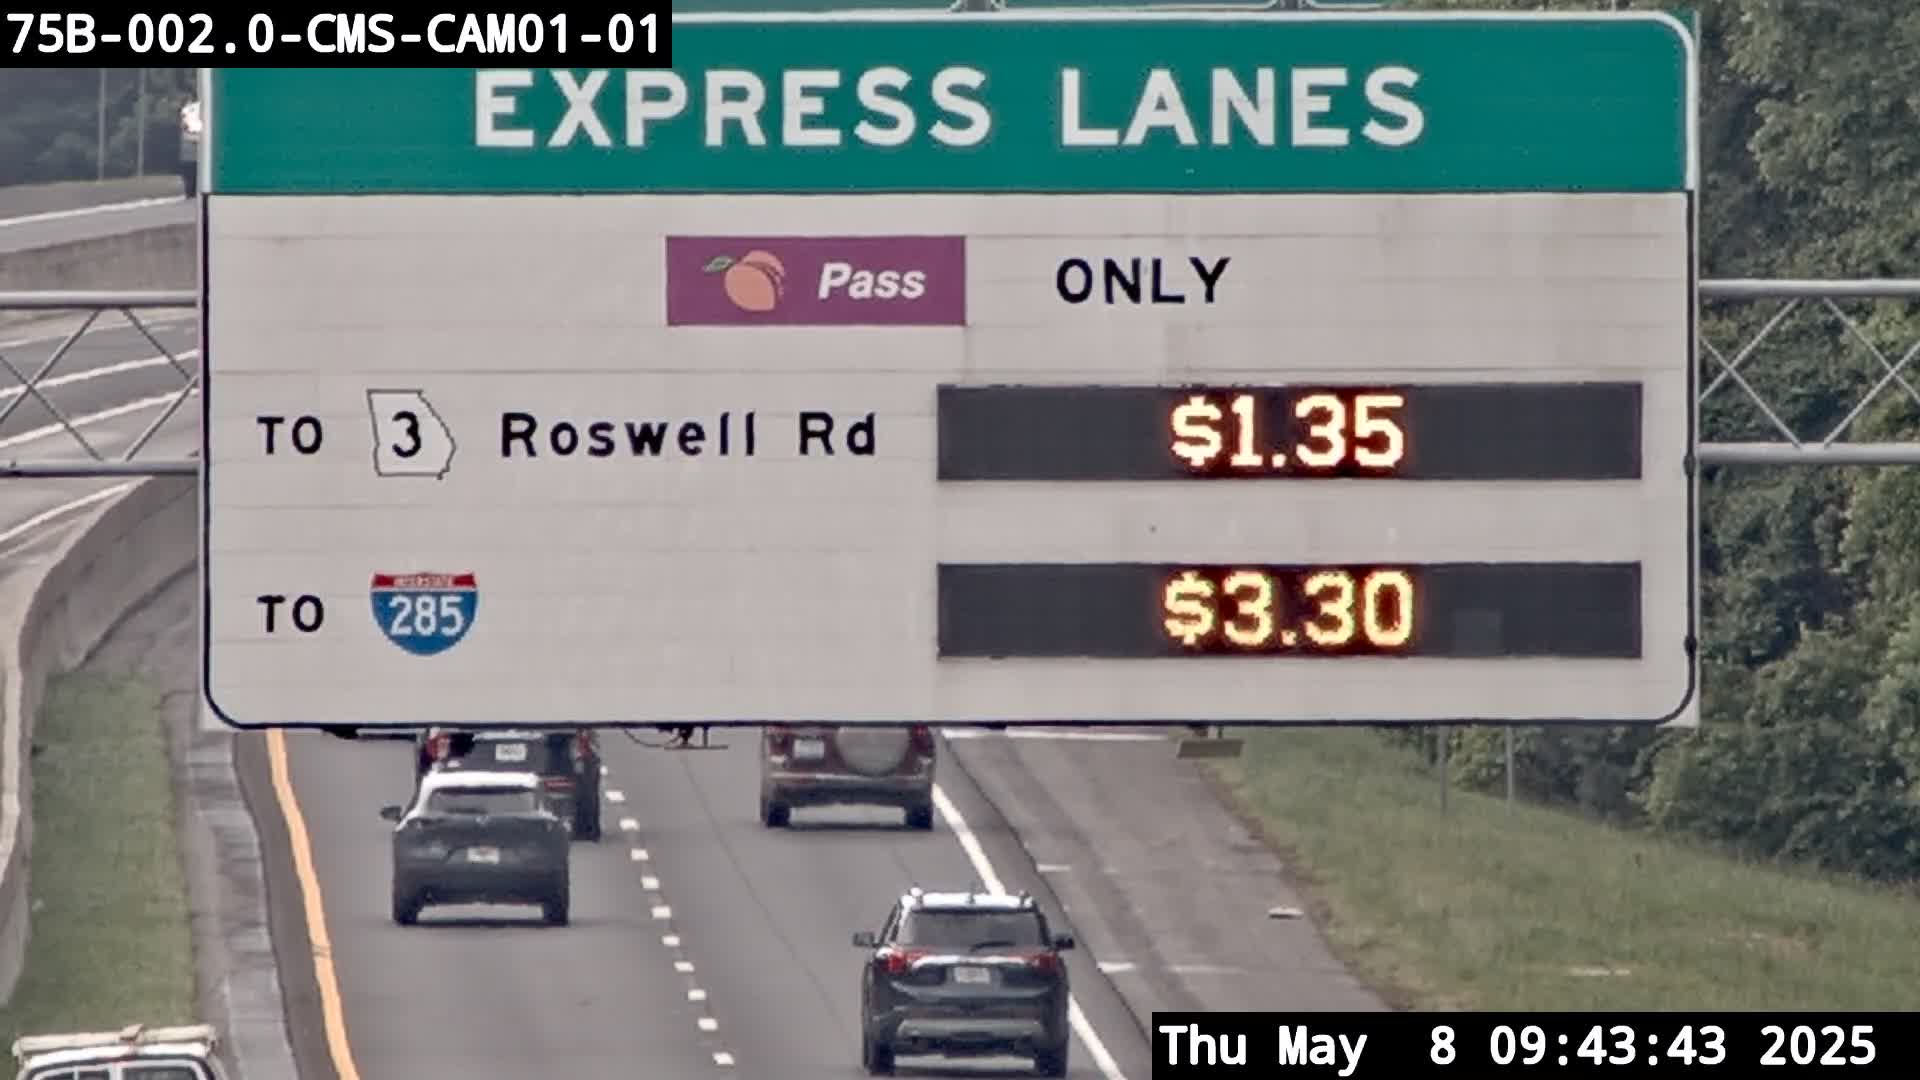 75B-002.0-CMS-CAM01-01
EXPRESS LANES
Pass ONLY
TO 3 Roswell Rd $1.35
INTERSTATE
TO 285 $3.30
Thu May 8 09:43:43 2025